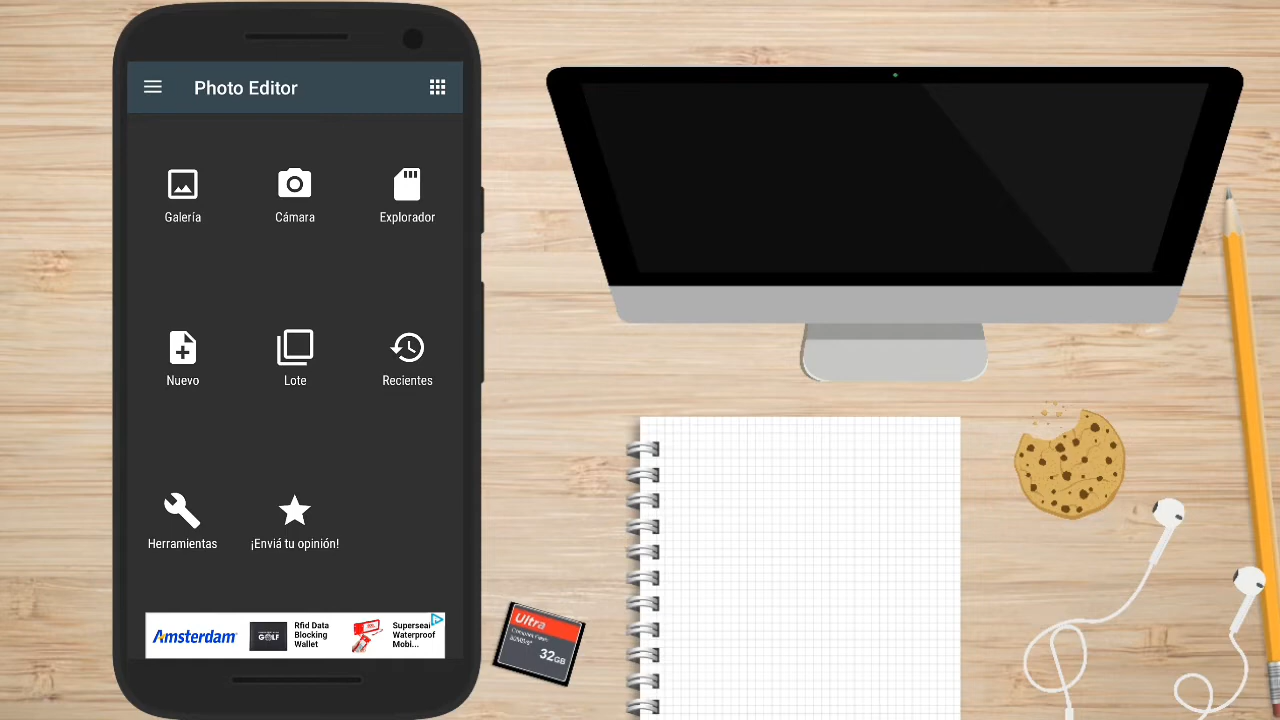 Photo Editor
Galería
Cámara
Explorador
Nuevo
Lote
Recientes
Herramientas
¡Enviá tu opinión!
Amsterdam
GOLF
Rfid Data
Blocking
Wallet
Superseal
Waterproof
Mobi...
Ultra
32GB